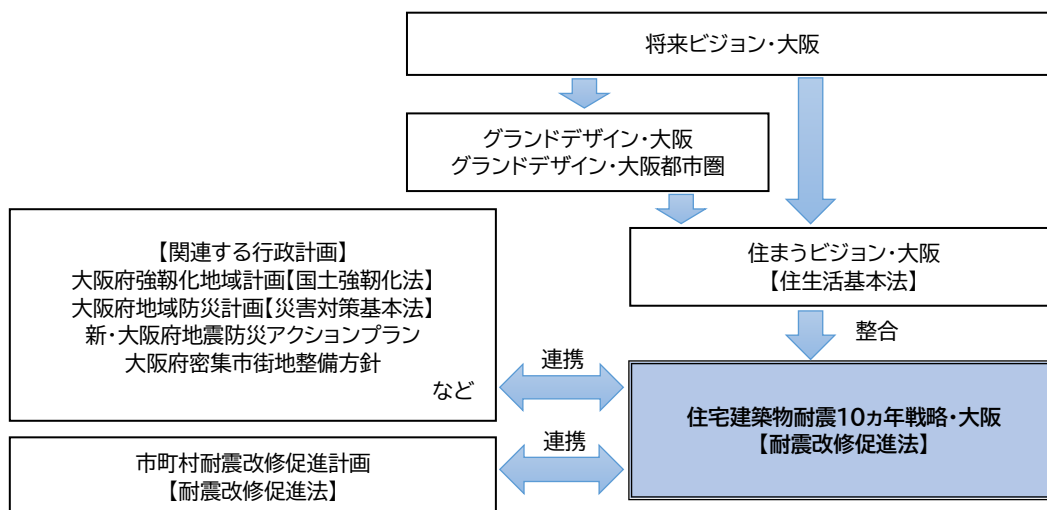 将来ビジョン・大阪
グランドデザイン・大阪
グランドデザイン・大阪都市圏
住まうビジョン・大阪
【住生活基本法】
整合
【関連する行政計画】
大阪府強靱化地域計画【国土強靱化法】
大阪府地域防災計画【災害対策基本法】
新・大阪府地震防災アクションプラン
大阪府密集市街地整備方針
など
連携
住宅建築物耐震10ヵ年戦略・大阪
【耐震改修促進法】
市町村耐震改修促進計画
【耐震改修促進法】
連携